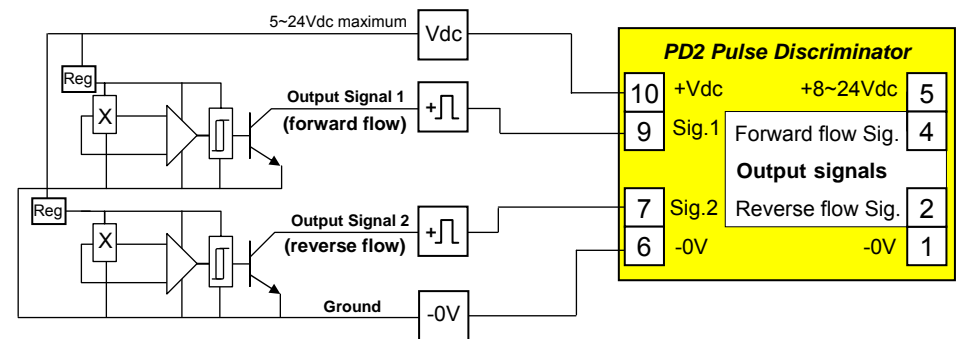 5~24Vdc maximum
Vdc
PD2 Pulse Discriminator
Reg
10 +Vdc +8~24Vdc 5
X
Output Signal 1
(forward flow)
+
9 Sig.1 Forward flow Sig. 4
Output signals
Reg
7 Sig.2 Reverse flow Sig. 2
X
Output Signal 2
(reverse flow)
+
6 -0V -0V 1
Ground
-0V